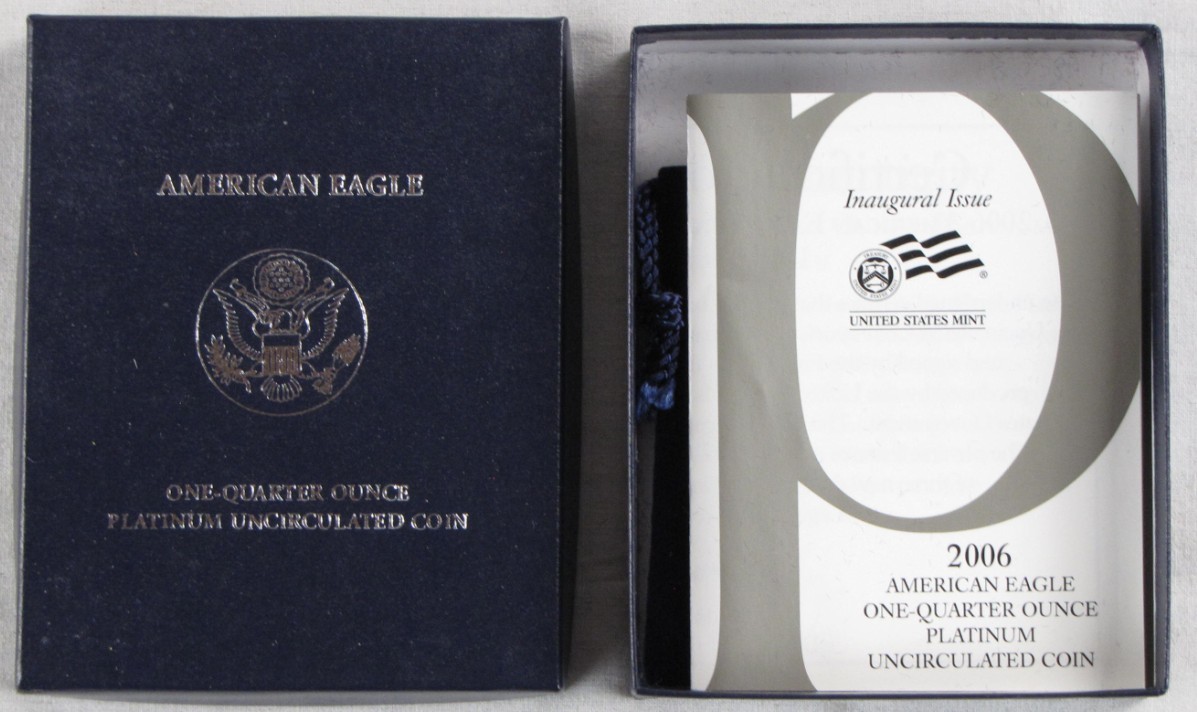 AMERICAN EAGLE
ONE-QUARTER OUNCE
PLATINUM UNCIRCULATED COIN
Inaugural Issue
®
UNITED STATES MINT
2006
AMERICAN EAGLE
ONE-QUARTER OUNCE
PLATINUM
UNCIRCULATED COIN